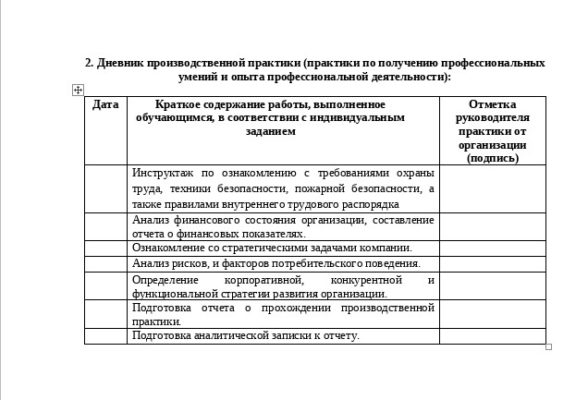 2. Дневник производственной практики (практики по получению профессиональных
умений и опыта профессиональной деятельности):
Дата
Краткое содержание работы, выполненное
обучающимся, в соответствии с индивидуальным
заданием
Отметка
руководителя
практики от
организации
(подпись)
Инструктаж по ознакомлению с требованиями охраны
труда, техники безопасности, пожарной безопасности, а
также правилами внутреннего трудового распорядка
Анализ финансового состояния организации, составление
отчета о финансовых показателях.
Ознакомление со стратегическими задачами компании.
Анализ рисков, и факторов потребительского поведения.
Определение корпоративной, конкурентной и
функциональной стратегии развития организации.
Подготовка отчета о прохождении производственной
практики.
Подготовка аналитической записки к отчету.